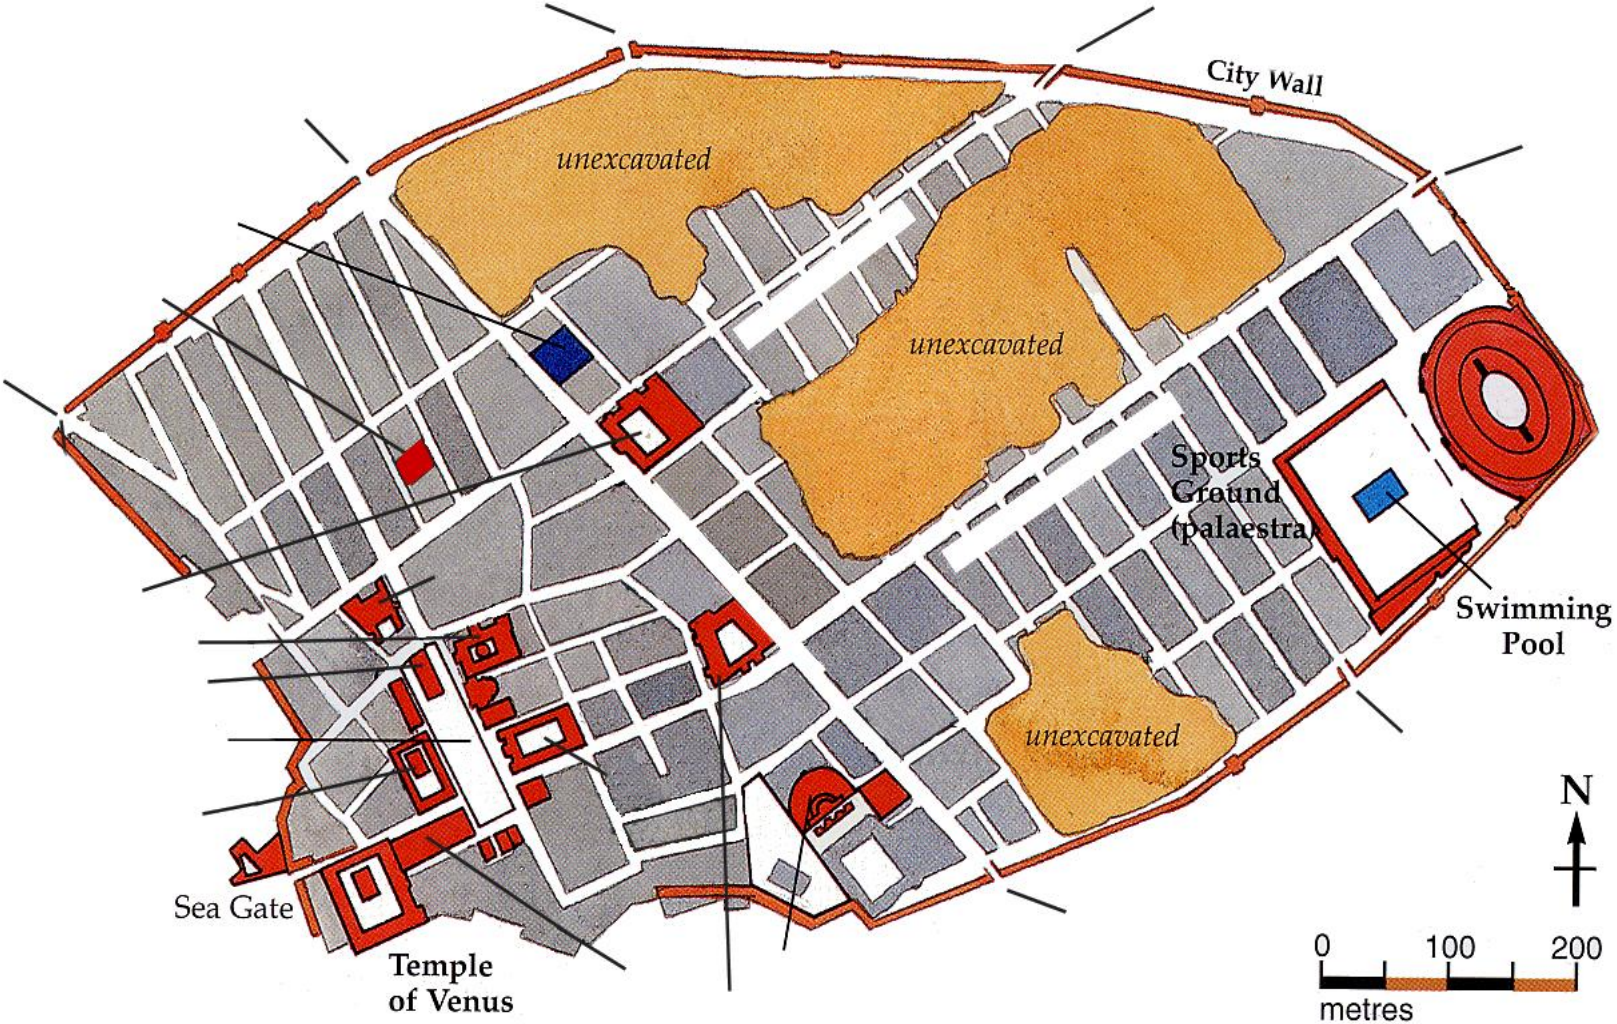 City Wall
unexcavated
unexcavated
Sports
Ground
(palaestra)
Swimming
Pool
unexcavated
N
Sea Gate
Temple
of Venus
0 100 200
metres